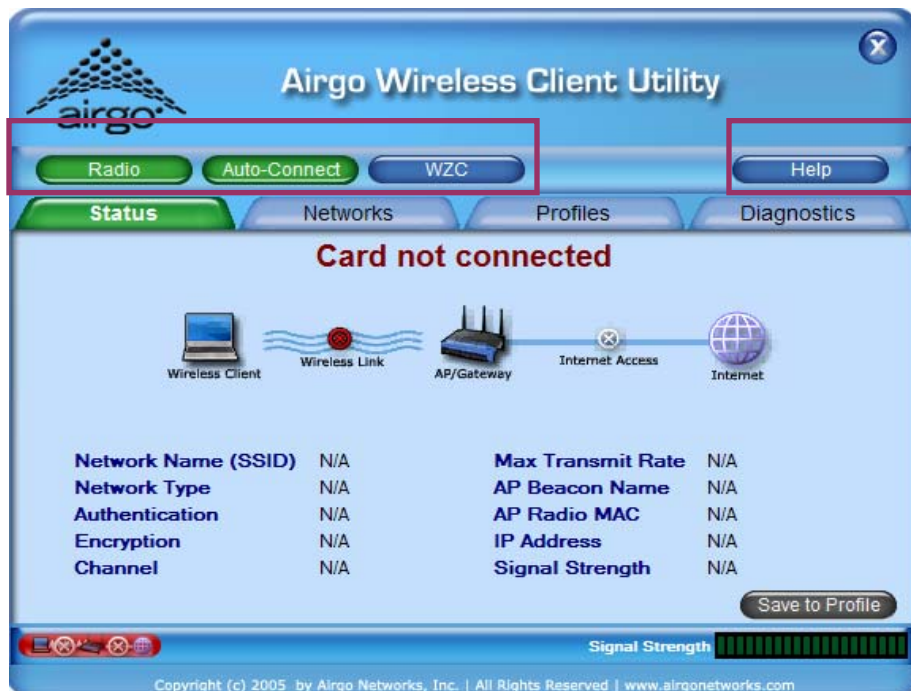 airgo
Airgo Wireless Client Utility
X
Radio
Auto-Connect
WZC
Help
Status
Networks
Profiles
Diagnostics
Card not connected
Wireless Client
Wireless Link
AP/Gateway
Internet Access
Internet
Network Name (SSID) N/A
Max Transmit Rate N/A
Network Type N/A
AP Beacon Name N/A
Authentication N/A
AP Radio MAC N/A
Encryption N/A
IP Address N/A
Channel N/A
Signal Strength N/A
Save to Profile
Signal Strength
Copyright (c) 2005 by Airgo Networks, Inc. | All Rights Reserved | www.airgonetworks.com